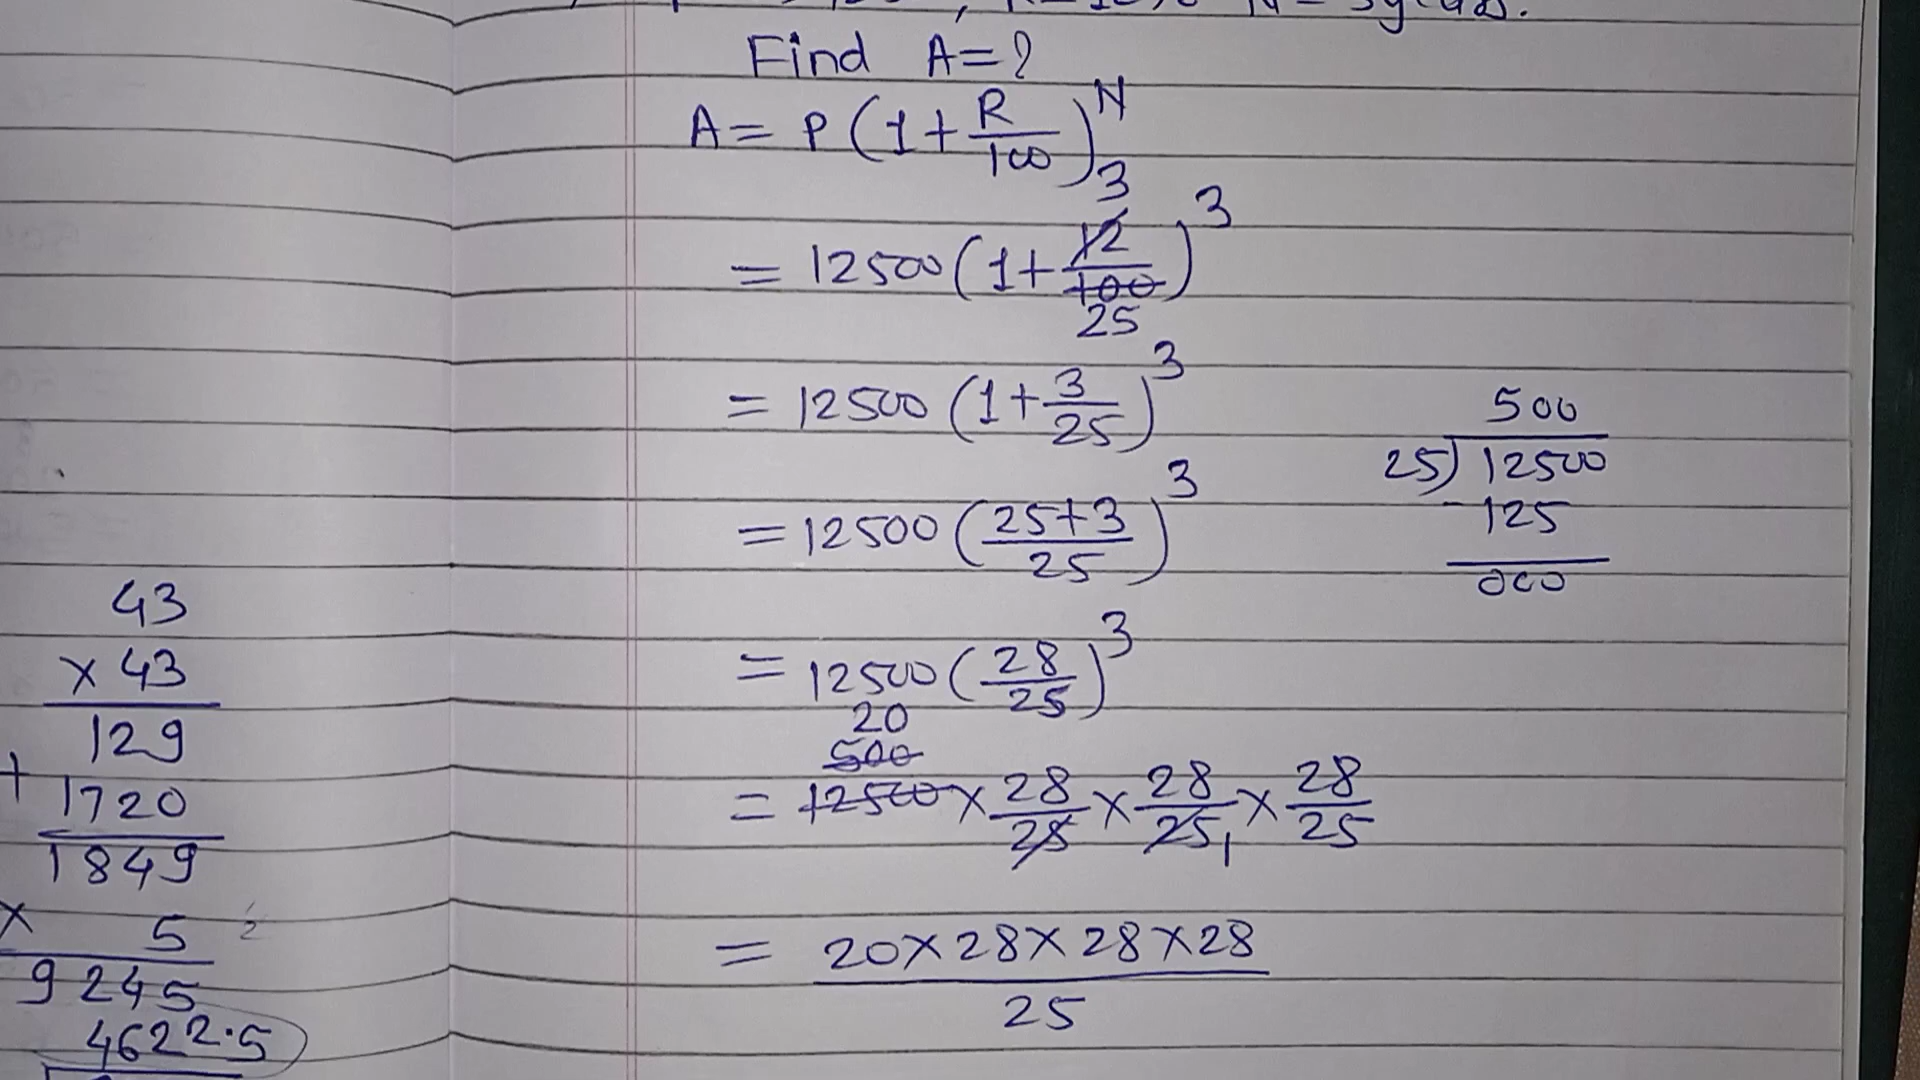 Find A = ?
A = P ( 1 + R/100 )^N
= 12500 ( 1 + 12/100 )^3
3
25
= 12500 ( 1 + 3/25 )^3
= 12500 ( 25+3/25 )^3
= 12500 ( 28/25 )^3
20
500
= 12500 × 28/25 × 28/25 × 28/25
1
= 20 × 28 × 28 × 28 / 25
500
25) 12500
125
000
43
× 43
129
+ 1720
1849
× 5
9245
4622.5